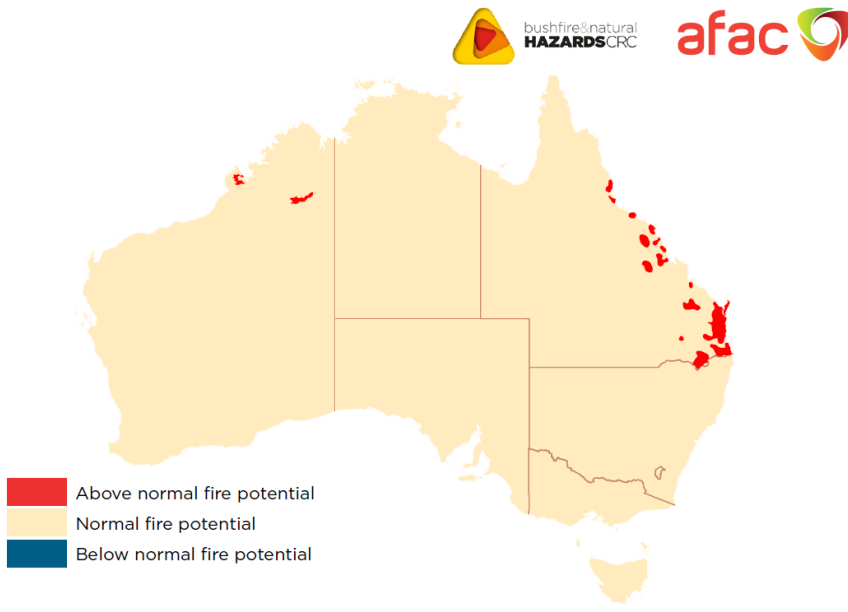 bushfire&natural
HAZARDSCRC
afac
Above normal fire potential
Normal fire potential
Below normal fire potential